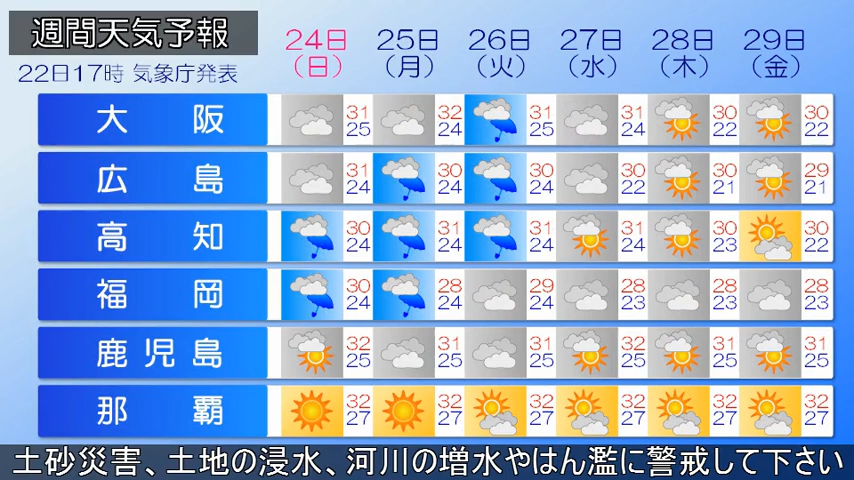 週間天気予報
22日17時 気象庁発表
24日 25日 26日 27日 28日 29日
(日) (月) (火) (水) (木) (金)
大阪 31 25 32 24 31 25 31 24 30 22 30 22
広島 31 24 30 24 30 24 30 22 30 21 29 21
高知 30 24 31 24 31 24 31 24 30 23 30 22
福岡 30 24 28 24 29 24 28 23 28 23 28 23
鹿児島 32 25 31 25 31 25 32 25 31 25 31 25
那覇 32 27 32 27 32 27 32 27 32 27 32 27
土砂災害、土地の浸水、河川の増水やはん濫に警戒して下さい